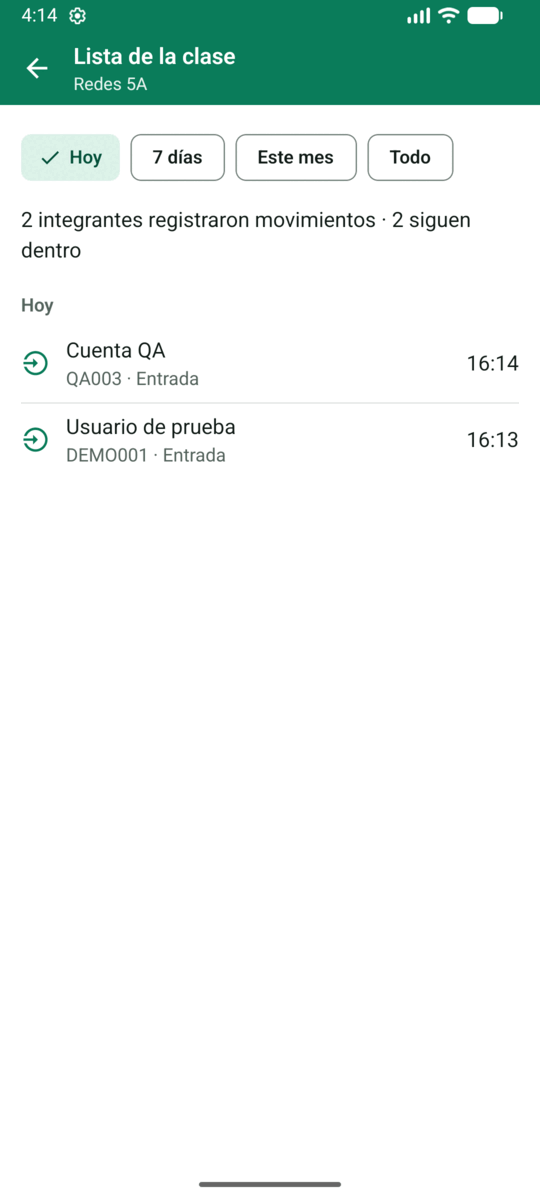 4:14
Lista de la clase
Redes 5A
Hoy
7 días
Este mes
Todo
2 integrantes registraron movimientos · 2 siguen
dentro
Hoy
Cuenta QA
QA003 · Entrada
16:14
Usuario de prueba
DEMO001 · Entrada
16:13